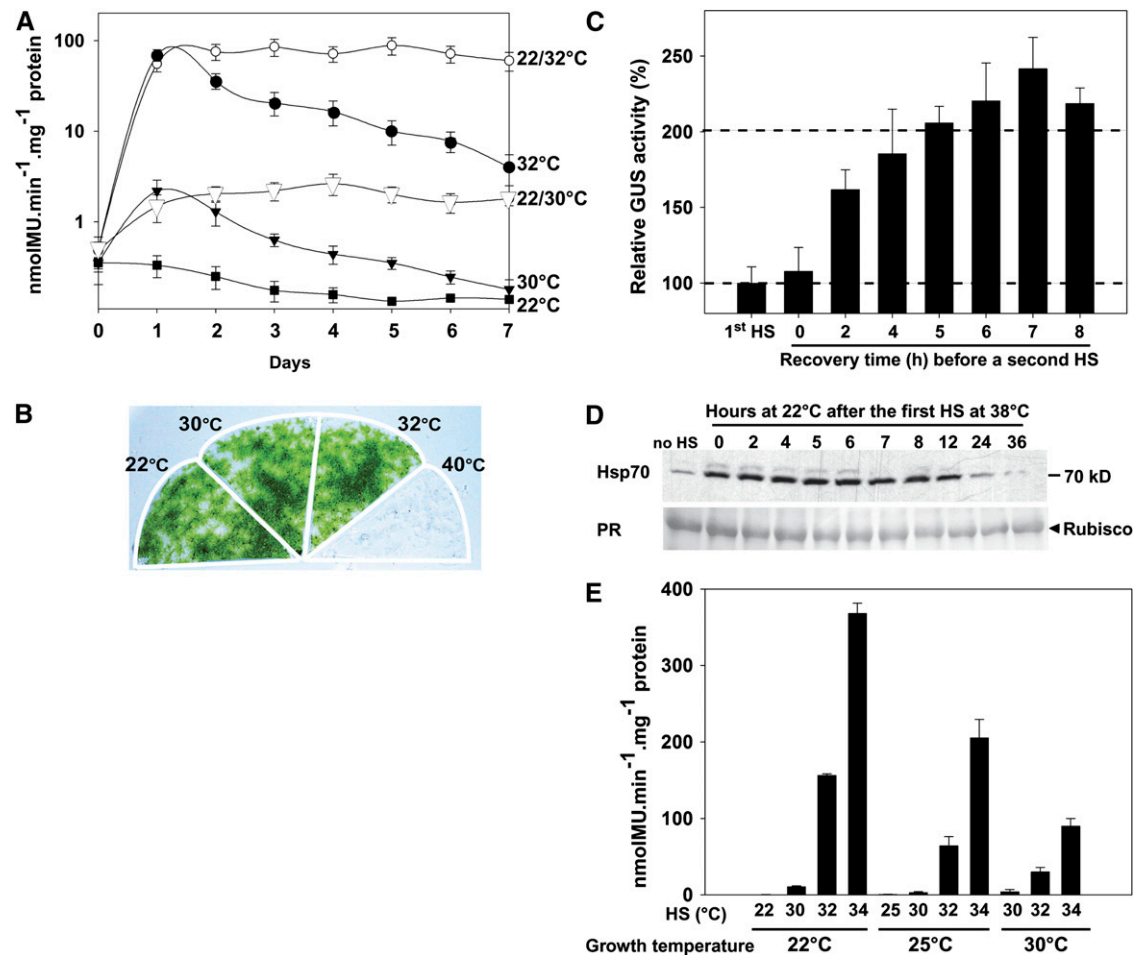 A
nmolMU.min-1.mg-1 protein
100
10
1
22/32°C
32°C
22/30°C
30°C
22°C
0 1 2 3 4 5 6 7
Days
B
22°C
30°C
32°C
40°C
C
Relative GUS activity (%)
250
200
150
100
1st HS 0 2 4 5 6 7 8
Recovery time (h) before a second HS
D
Hours at 22°C after the first HS at 38°C
no HS 0 2 4 5 6 7 8 12 24 36
Hsp70
70 kD
PR
Rubisco
E
nmolMU.min-1.mg-1 protein
400
300
200
100
0
HS (°C) 22 30 32 34 25 30 32 34 30 32 34
Growth temperature 22°C 25°C 30°C